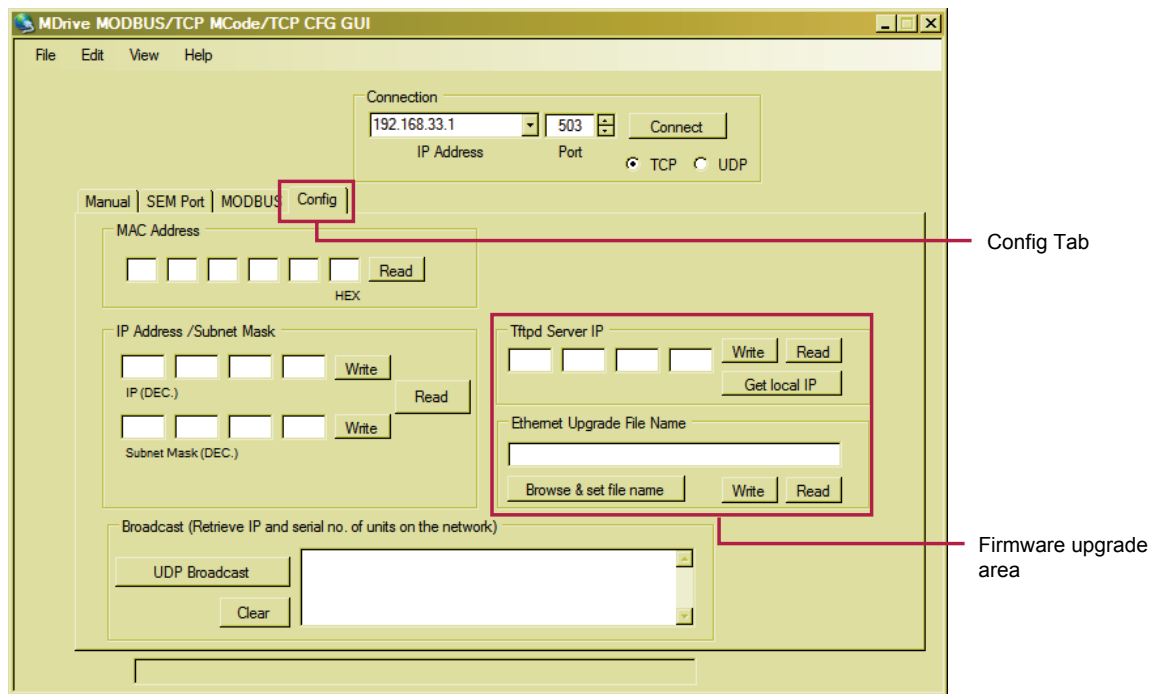 MDrive MODBUS/TCP MCode/TCP CFG GUI
File Edit View Help
Connection
192.168.33.1 503 Connect
IP Address Port
TCP UDP
Manual SEM Port MODBUS Config
Config Tab
MAC Address
Read
HEX
IP Address /Subnet Mask
Write
IP (DEC.)
Read
Write
Subnet Mask (DEC.)
Tftpd Server IP
Write Read
Get local IP
Ethernet Upgrade File Name
Browse & set file name Write Read
Firmware upgrade
area
Broadcast (Retrieve IP and serial no. of units on the network)
UDP Broadcast
Clear